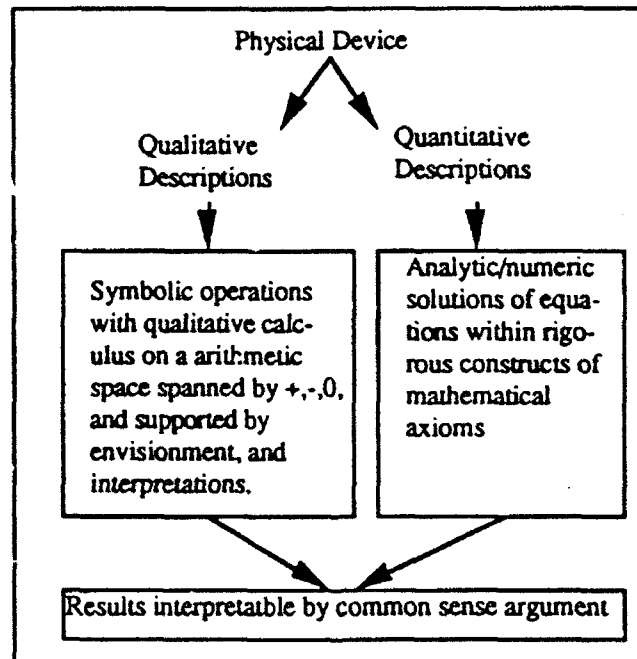 Physical Device
Qualitative
Descriptions
Quantitative
Descriptions
Symbolic operations
with qualitative calc-
ulus on a arithmetic
space spanned by +,-,0,
and supported by
envisionment, and
interpretations.
Analytic/numeric
solutions of equa-
tions within rigo-
rous constructs of
mathematical
axioms
Results interpretatble by common sense argument